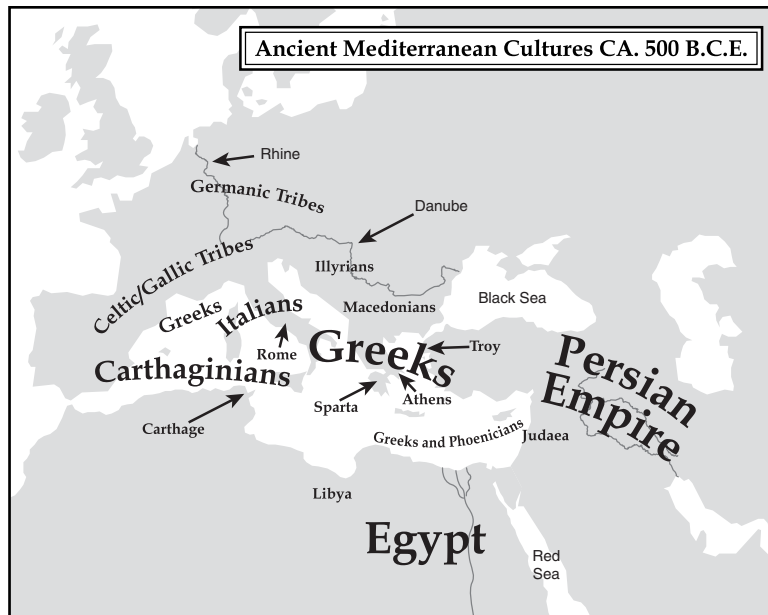 Ancient Mediterranean Cultures CA. 500 B.C.E.
Rhine
Germanic Tribes
Danube
Celtic/Gallic Tribes
Illyrians
Black Sea
Macedonians
Greeks
Italians
Rome
Greeks
Troy
Persian
Empire
Carthaginians
Sparta
Athens
Carthage
Greeks and Phoenicians
Judaea
Libya
Egypt
Red
Sea